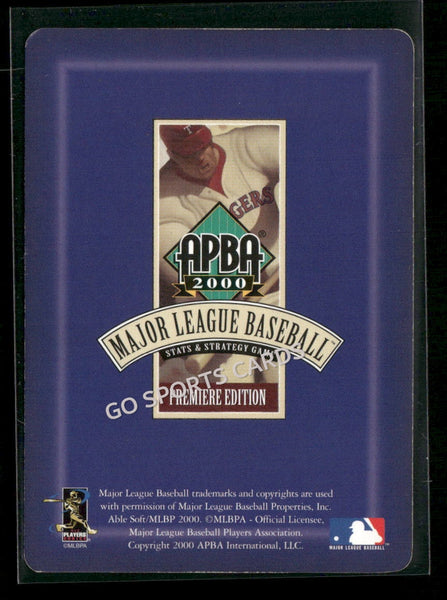 T
GERS
APBA®
2000
MAJOR LEAGUE BASEBALL™
STATS & STRATEGY GAME
GO SPORTS CARDS
PREMIERE EDITION
Major League Baseball trademarks and copyrights are used
with permission of Major League Baseball Properties, Inc.
Able Soft/MLBP 2000. ©MLBPA - Official Licensee,
Major League Baseball Players Association.
Copyright 2000 APBA International, LLC.
PLAYERS
©MLBPA
MAJOR LEAGUE BASEBALL